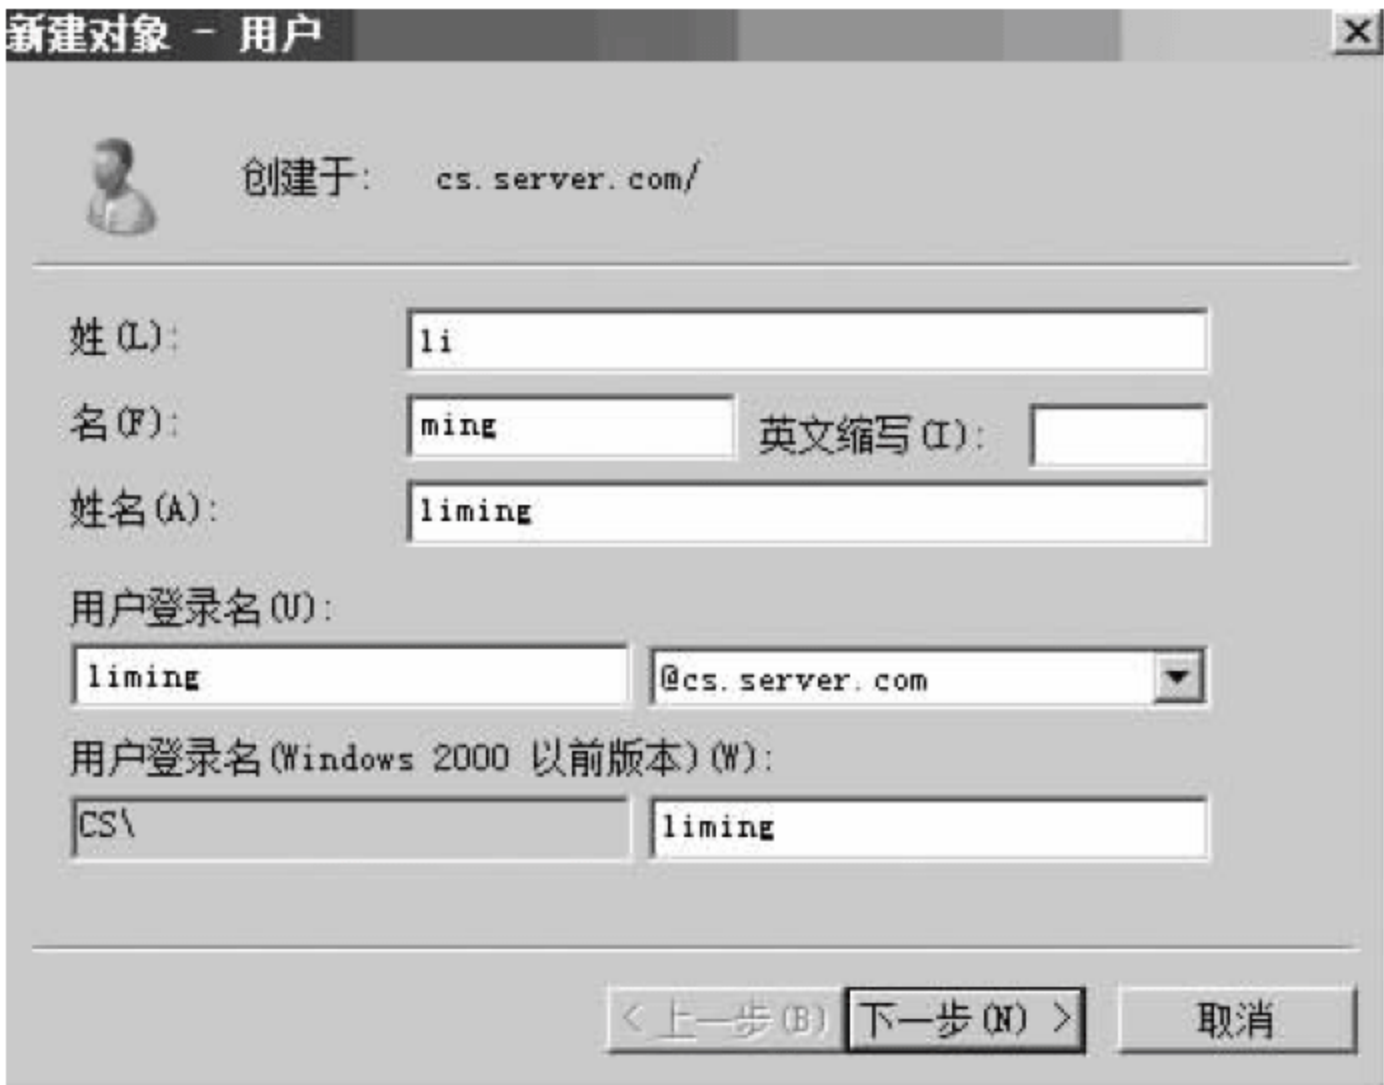 新建对象 - 用户
创建于: cs.server.com/
姓(L): li
名(F): ming 英文缩写(I):
姓名(A): liming
用户登录名(U):
liming @cs.server.com
用户登录名(Windows 2000 以前版本)(W):
CS\ liming
< 上一步(B) 下一步(N) > 取消